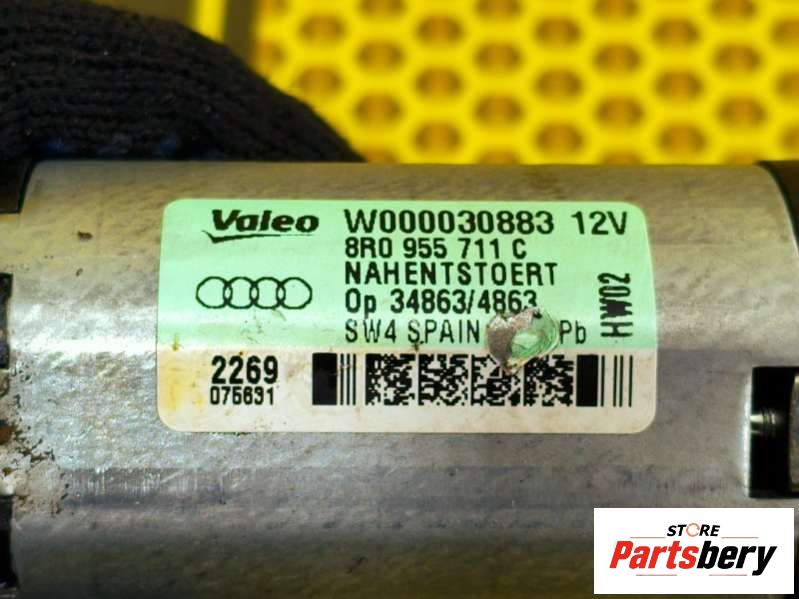 Valeo W000030883 12V
8R0 955 711 C
NAHENTSTOERT
Op 34863/4863
SW4 SPAIN Pb
HW02
2269
075631
STORE
Partsbery